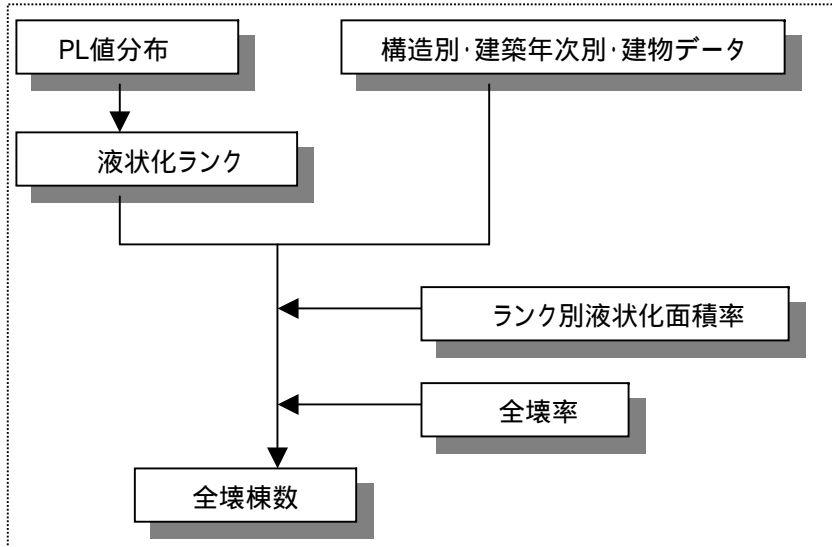 PL値分布
構造別・建築年次別・建物データ
液状化ランク
ランク別液状化面積率
全壊率
全壊棟数